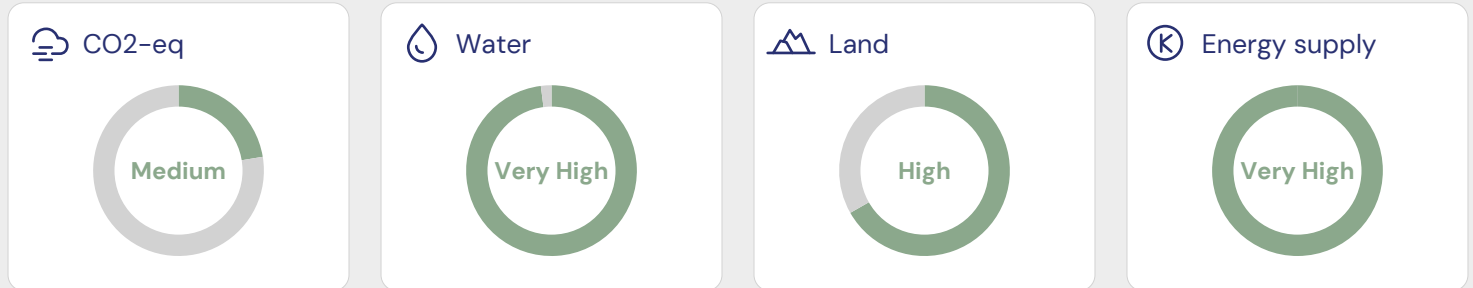 CO2-eq
Medium
Water
Very High
Land
High
Energy supply
Very High